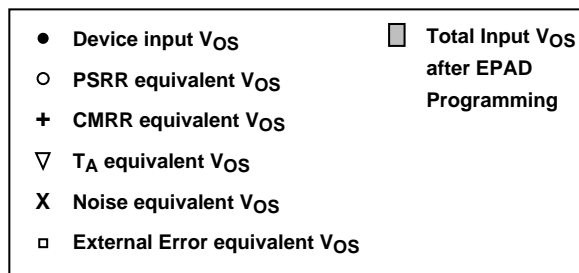 ● Device input VOS
○ PSRR equivalent VOS
+ CMRR equivalent VOS
▽ TA equivalent VOS
X Noise equivalent VOS
□ External Error equivalent VOS
Total Input VOS
after EPAD
Programming